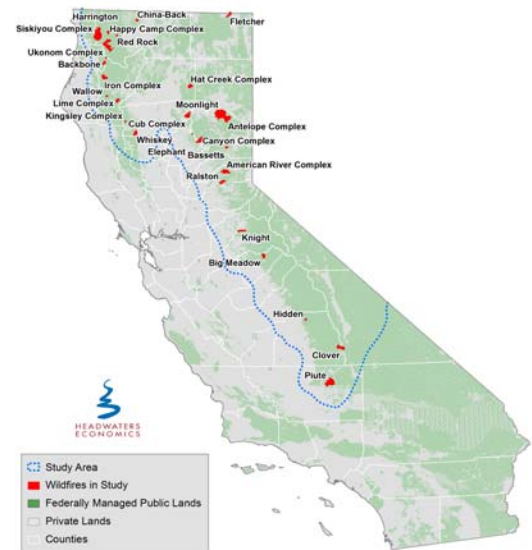 Harrington
China-Back
Fletcher
Siskiyou Complex
Happy Camp Complex
Red Rock
Ukonom Complex
Backbone
Iron Complex
Hat Creek Complex
Wallow
Lime Complex
Moonlight
Kingsley Complex
Cub Complex
Antelope Complex
Whiskey
Canyon Complex
Elephant
Bassetts
American River Complex
Ralston
Knight
Big Meadow
Hidden
Clover
Piute
HEADWATERS
ECONOMICS
Study Area
Wildfires in Study
Federally Managed Public Lands
Private Lands
Counties